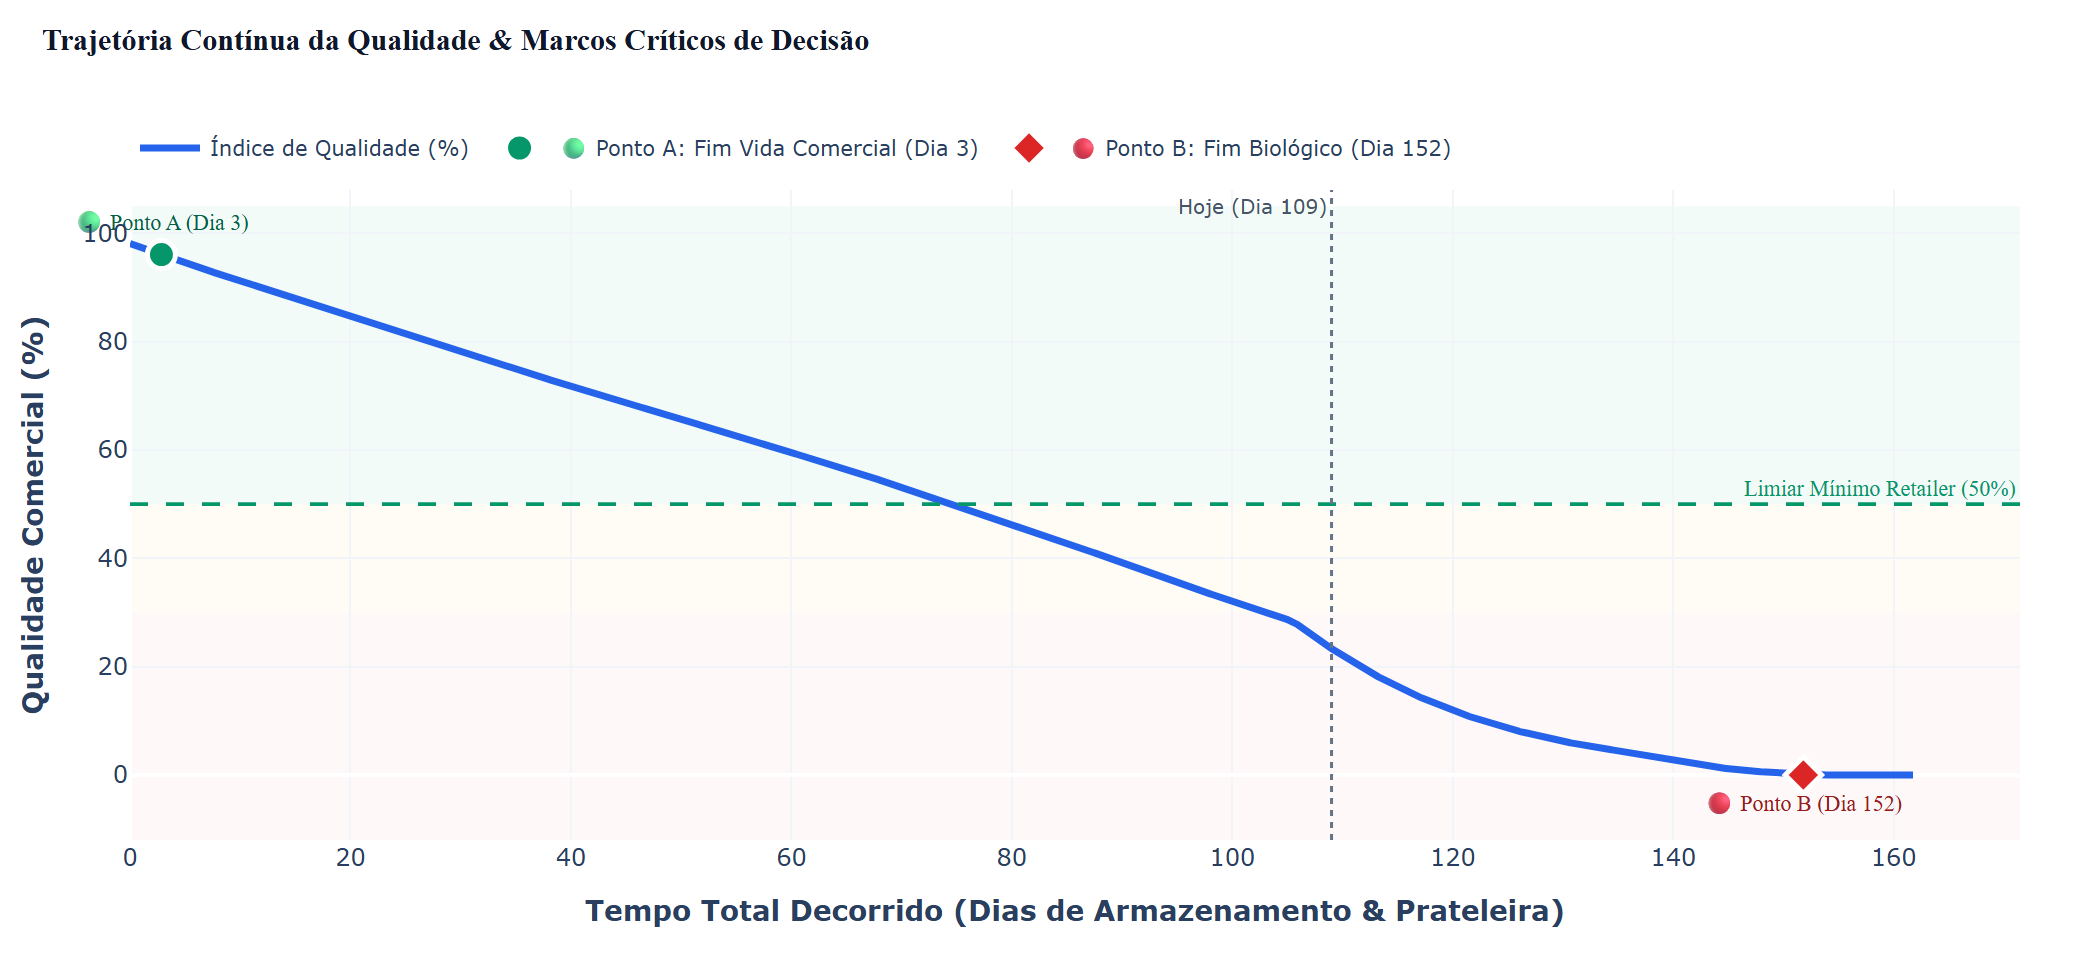 Trajetória Contínua da Qualidade & Marcos Críticos de Decisão
Índice de Qualidade (%)
Ponto A: Fim Vida Comercial (Dia 3)
Ponto B: Fim Biológico (Dia 152)
Hoje (Dia 109)
Ponto A (Dia 3)
100
80
60
40
20
0
Qualidade Comercial (%)
Limiar Mínimo Retailer (50%)
Ponto B (Dia 152)
0 20 40 60 80 100 120 140 160
Tempo Total Decorrido (Dias de Armazenamento & Prateleira)